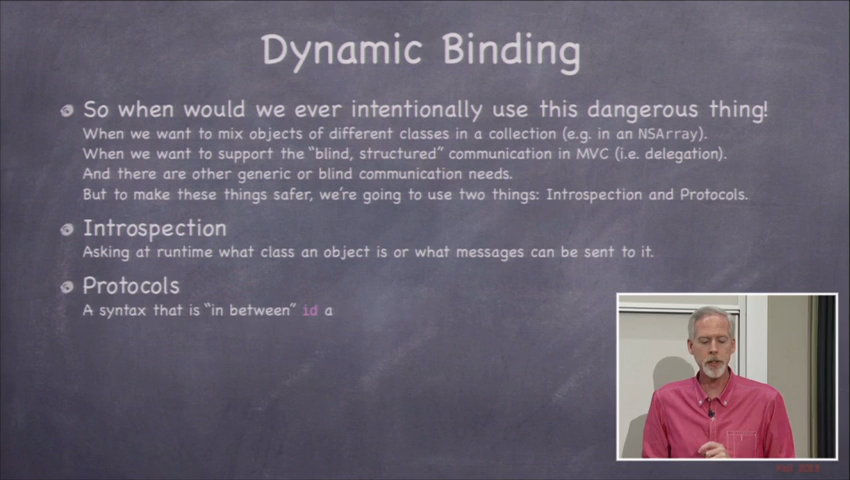 Dynamic Binding
So when would we ever intentionally use this dangerous thing!
When we want to mix objects of different classes in a collection (e.g. in an NSArray).
When we want to support the “blind, structured” communication in MVC (i.e. delegation).
And there are other generic or blind communication needs.
But to make these things safer, we’re going to use two things: Introspection and Protocols.
Introspection
Asking at runtime what class an object is or what messages can be sent to it.
Protocols
A syntax that is “in between” id a
Fall 2013